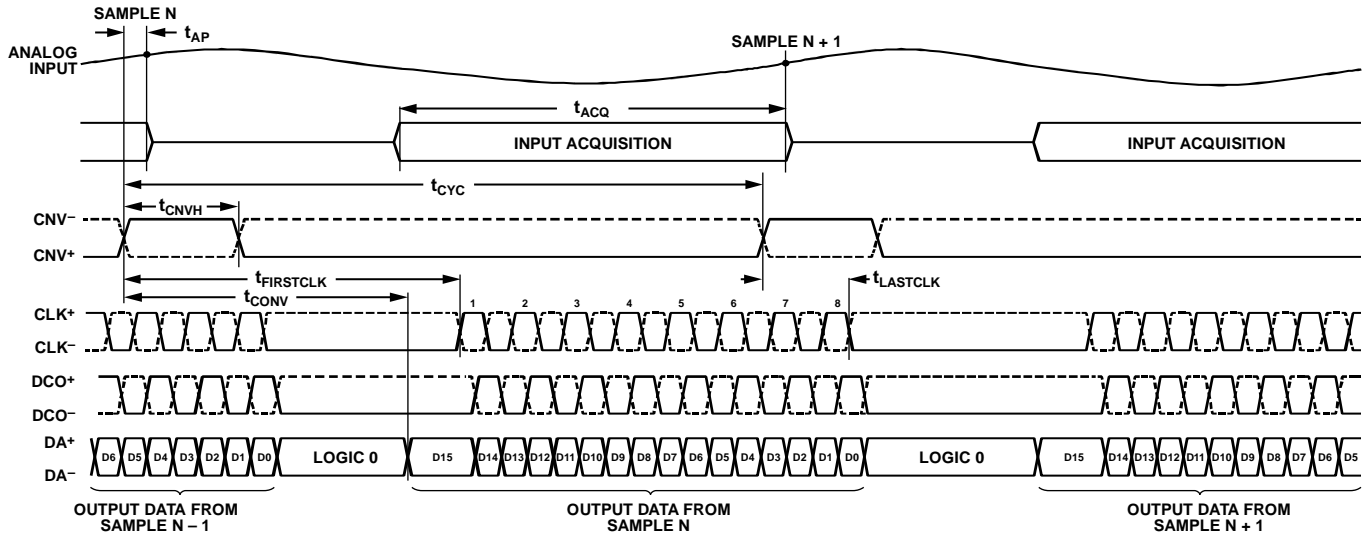 SAMPLE N
tAP
ANALOG
INPUT
SAMPLE N + 1
tACQ
INPUT ACQUISITION
INPUT ACQUISITION
tCYC
CNV–
tCNVH
CNV+
tFIRSTCLK
tLASTCLK
tCONV
CLK+
1 2 3 4 5 6 7 8
CLK–
DCO+
DCO–
DA+
D6 D5 D4 D3 D2 D1 D0 LOGIC 0 D15 D14 D13 D12 D11 D10 D9 D8 D7 D6 D5 D4 D3 D2 D1 D0 LOGIC 0 D15 D14 D13 D12 D11 D10 D9 D8 D7 D6 D5
DA–
OUTPUT DATA FROM
SAMPLE N – 1
OUTPUT DATA FROM
SAMPLE N
OUTPUT DATA FROM
SAMPLE N + 1